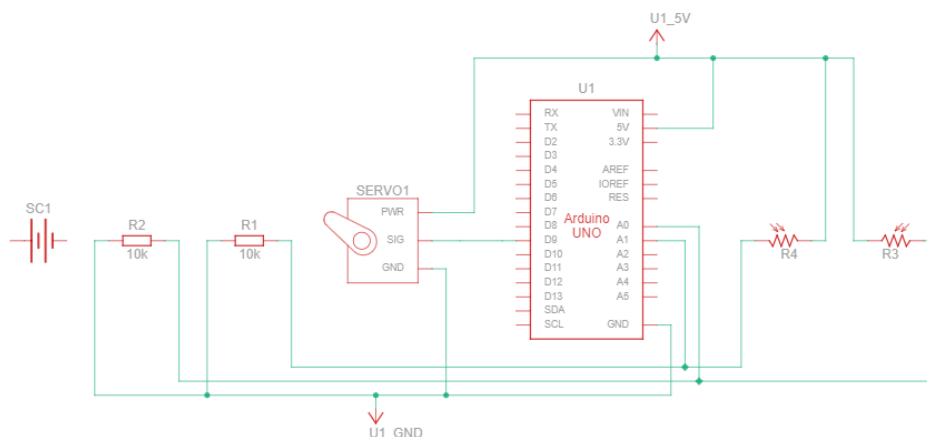 U1_5V
U1
RX
TX
D2
D3
D4
D5
D6
D7
D8
D9
D10
D11
D12
D13
SDA
SCL
VIN
5V
3.3V
AREF
IOREF
RES
A0
A1
A2
A3
A4
A5
GND
Arduino
UNO
SERVO1
PWR
SIG
GND
SC1
R2
10k
R1
10k
R4
R3
U1_GND